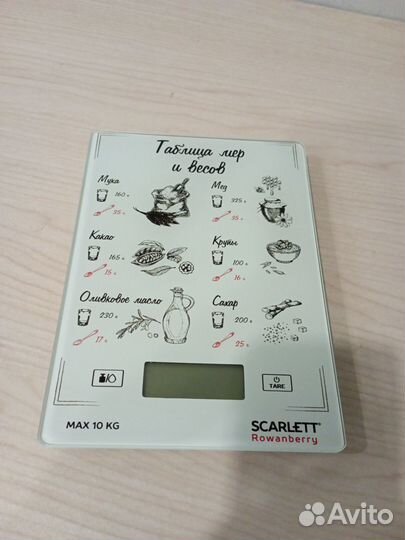 Таблица мер
и весов
Мука
160 г
35 г
Мед
325 г
35 г
Какао
165 г
15 г
Крупы
100 г
16 г
Оливковое масло
230 г
17 г
Сахар
200 г
25 г
TARE
MAX 10 KG
SCARLETT
Rowanberry
Avito